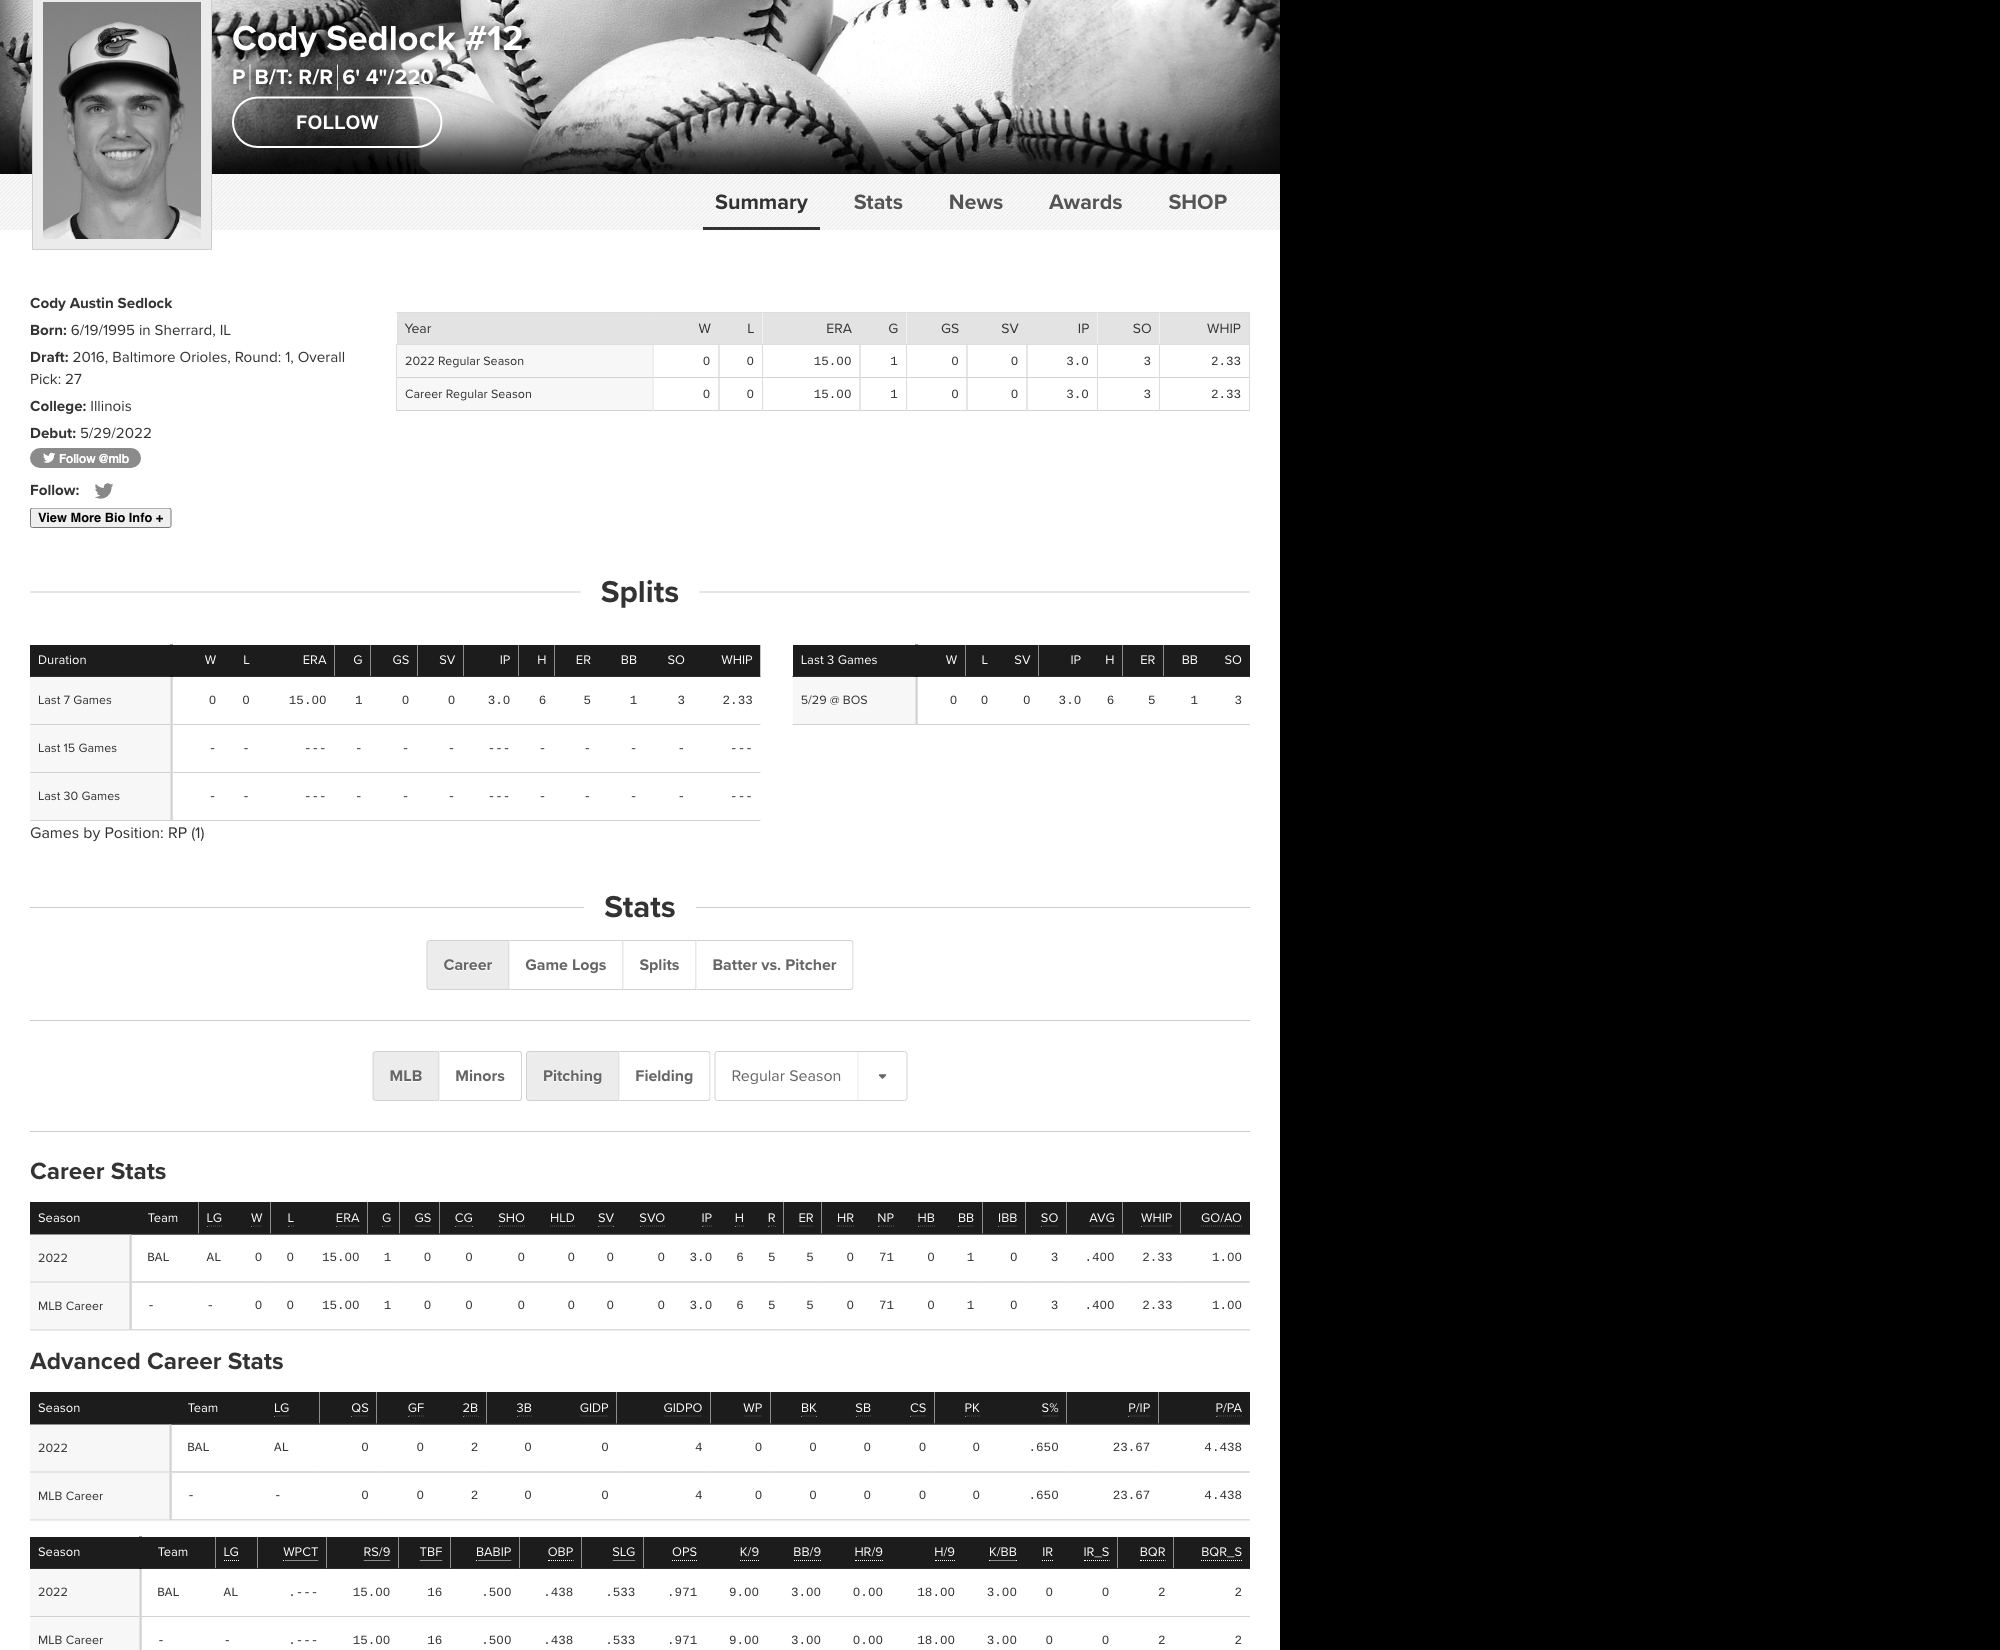 Cody Sedlock #12
P B/T: R/R 6' 4"/220
FOLLOW
Summary Stats News Awards SHOP
Cody Austin Sedlock
Born: 6/19/1995 in Sherrard, IL
Draft: 2016, Baltimore Orioles, Round: 1, Overall
Pick: 27
College: Illinois
Debut: 5/29/2022
Follow @mlb
Follow:
View More Bio Info +
Year W L ERA G GS SV IP SO WHIP
2022 Regular Season 0 0 15.00 1 0 0 3.0 3 2.33
Career Regular Season 0 0 15.00 1 0 0 3.0 3 2.33
Splits
Duration W L ERA G GS SV IP H ER BB SO WHIP
Last 7 Games 0 0 15.00 1 0 0 3.0 6 5 1 3 2.33
Last 15 Games - - --- - - - --- - - - - ---
Last 30 Games - - --- - - - --- - - - - ---
Games by Position: RP (1)
Last 3 Games W L SV IP H ER BB SO
5/29 @ BOS 0 0 0 3.0 6 5 1 3
Stats
Career Game Logs Splits Batter vs. Pitcher
MLB Minors Pitching Fielding Regular Season
Career Stats
Season Team LG W L ERA G GS CG SHO HLD SV SVO IP H R ER HR NP HB BB IBB SO AVG WHIP GO/AO
2022 BAL AL 0 0 15.00 1 0 0 0 0 0 0 3.0 6 5 5 0 71 0 1 0 3 .400 2.33 1.00
MLB Career - - 0 0 15.00 1 0 0 0 0 0 0 3.0 6 5 5 0 71 0 1 0 3 .400 2.33 1.00
Advanced Career Stats
Season Team LG QS GF 2B 3B GIDP GIDPO WP BK SB CS PK S% P/IP P/PA
2022 BAL AL 0 0 2 0 0 4 0 0 0 0 0 .650 23.67 4.438
MLB Career - - 0 0 2 0 0 4 0 0 0 0 0 .650 23.67 4.438
Season Team LG WPCT RS/9 TBF BABIP OBP SLG OPS K/9 BB/9 HR/9 H/9 K/BB IR IR_S BQR BQR_S
2022 BAL AL .--- 15.00 16 .500 .438 .533 .971 9.00 3.00 0.00 18.00 3.00 0 0 2 2
MLB Career - - .--- 15.00 16 .500 .438 .533 .971 9.00 3.00 0.00 18.00 3.00 0 0 2 2